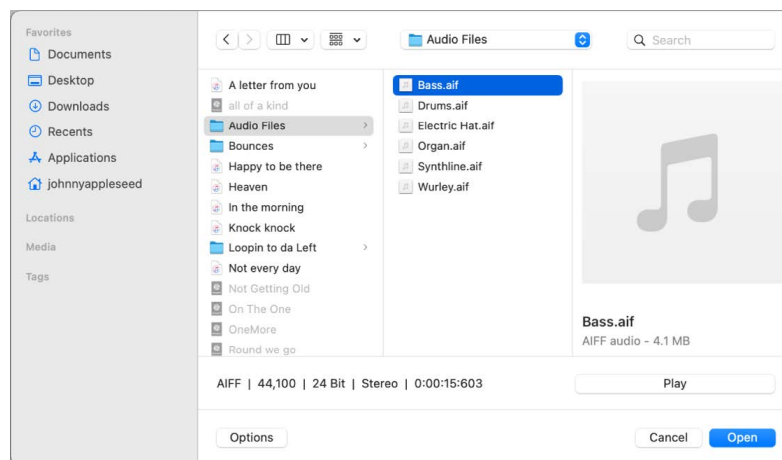 Favorites
Documents
Desktop
Downloads
Recents
Applications
johnnyappleseed
Locations
Media
Tags
Audio Files
Search
A letter from you
all of a kind
Audio Files
Bounces
Happy to be there
Heaven
In the morning
Knock knock
Loopin to da Left
Not every day
Not Getting Old
On The One
OneMore
Round we go
Bass.aif
Drums.aif
Electric Hat.aif
Organ.aif
Synthline.aif
Wurley.aif
Bass.aif
AIFF audio - 4.1 MB
AIFF | 44,100 | 24 Bit | Stereo | 0:00:15:603
Play
Options
Cancel
Open